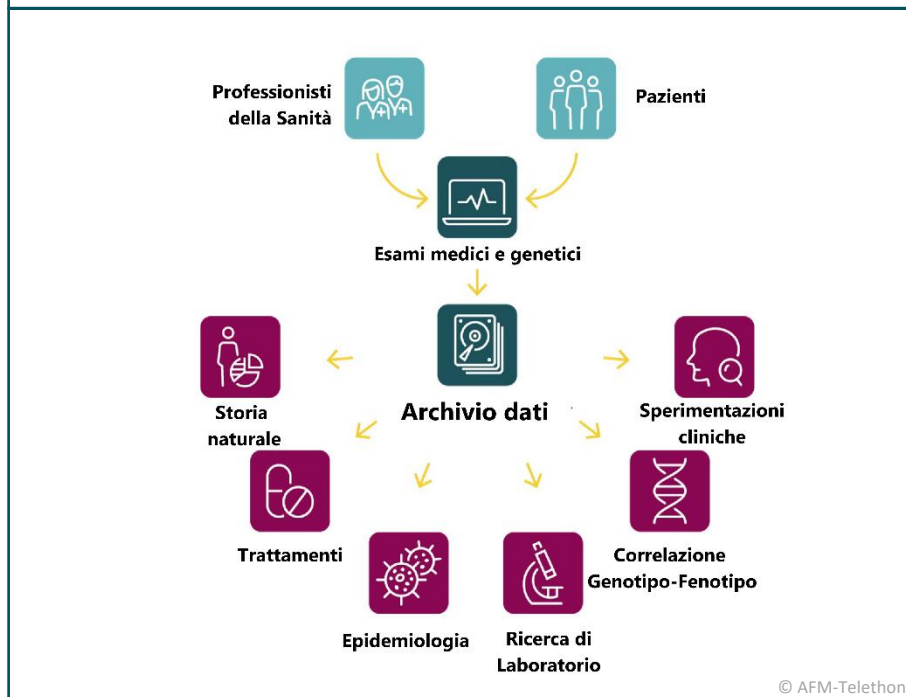 Professionisti
della Sanità
Pazienti
Esami medici e genetici
Archivio dati
Storia
naturale
Sperimentazioni
cliniche
Trattamenti
Correlazione
Genotipo-Fenotipo
Epidemiologia
Ricerca di
Laboratorio
© AFM-Telethon